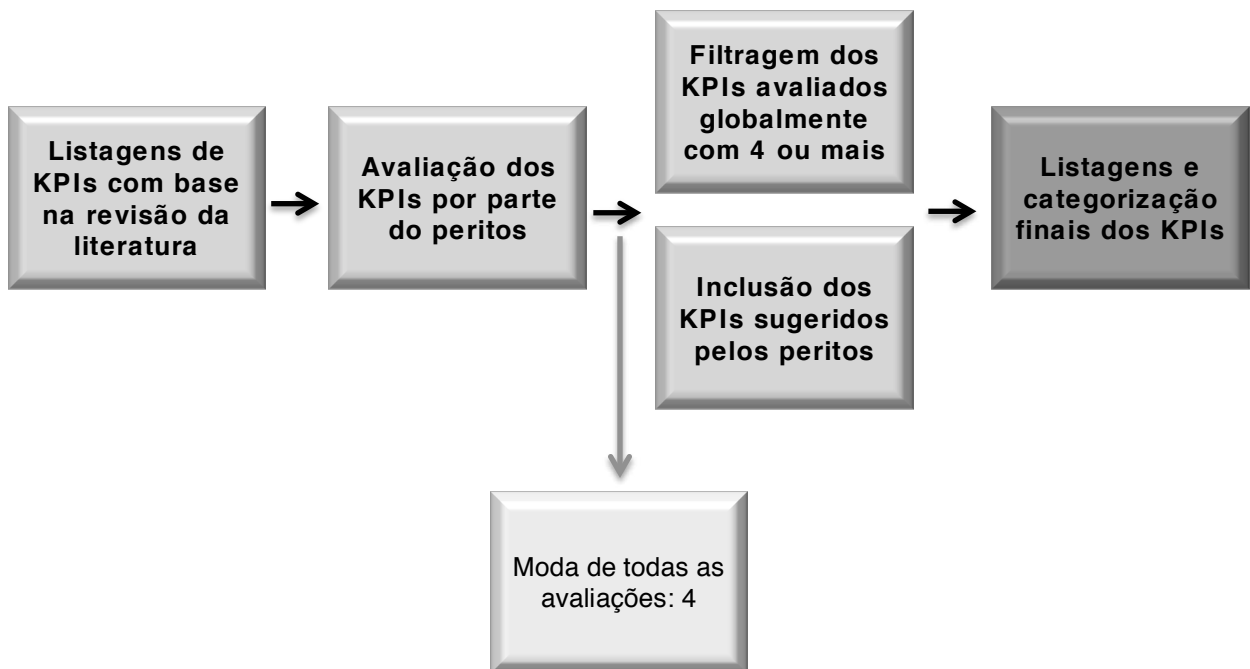 Listagens de
KPIs com base
na revisão da
literatura
Avaliação dos
KPIs por parte
do peritos
Filtragem dos
KPIs avaliados
globalmente
com 4 ou mais
Inclusão dos
KPIs sugeridos
pelos peritos
Listagens e
categorização
finais dos KPIs
Moda de todas as
avaliações: 4